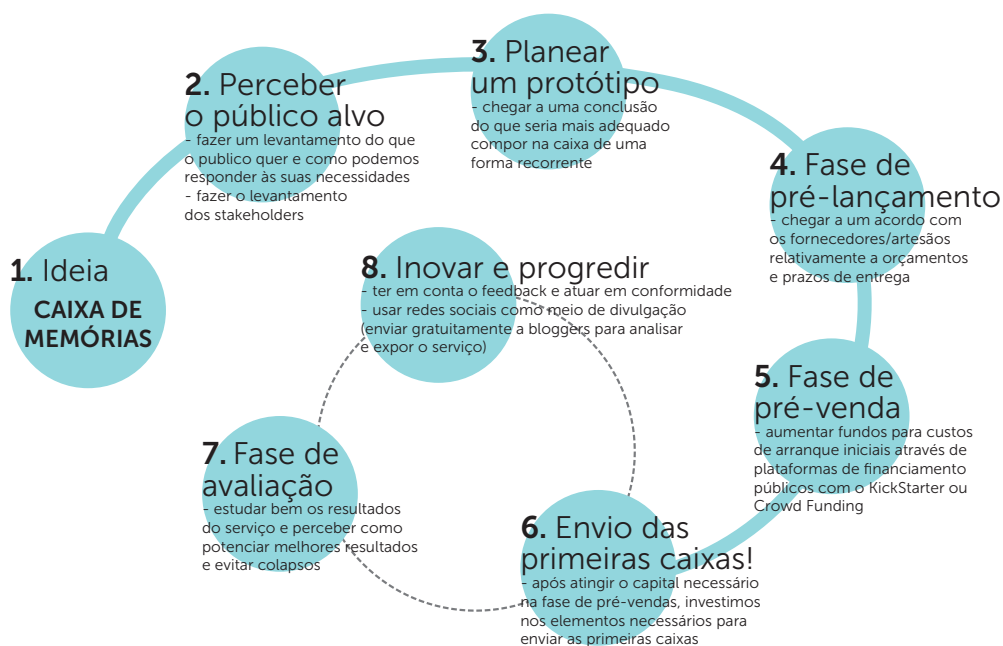 1. Ideia
CAIXA DE
MEMÓRIAS
2. Perceber
o público alvo
- fazer um levantamento do que
o publico quer e como podemos
responder às suas necessidades
- fazer o levantamento
dos stakeholders
3. Planear
um protótipo
- chegar a uma conclusão
do que seria mais adequado
compor na caixa de uma
forma recorrente
4. Fase de
pré-lançamento
- chegar a um acordo com
os fornecedores/artesãos
relativamente a orçamentos
e prazos de entrega
5. Fase de
pré-venda
- aumentar fundos para custos
de arranque iniciais através de
plataformas de financiamento
públicos com o KickStarter ou
Crowd Funding
6. Envio das
primeiras caixas!
- após atingir o capital necessário
na fase de pré-vendas, investimos
nos elementos necessários para
enviar as primeiras caixas
7. Fase de
avaliação
- estudar bem os resultados
do serviço e perceber como
potenciar melhores resultados
e evitar colapsos
8. Inovar e progredir
- ter em conta o feedback e atuar em conformidade
- usar redes sociais como meio de divulgação
(enviar gratuitamente a bloggers para analisar
e expor o serviço)